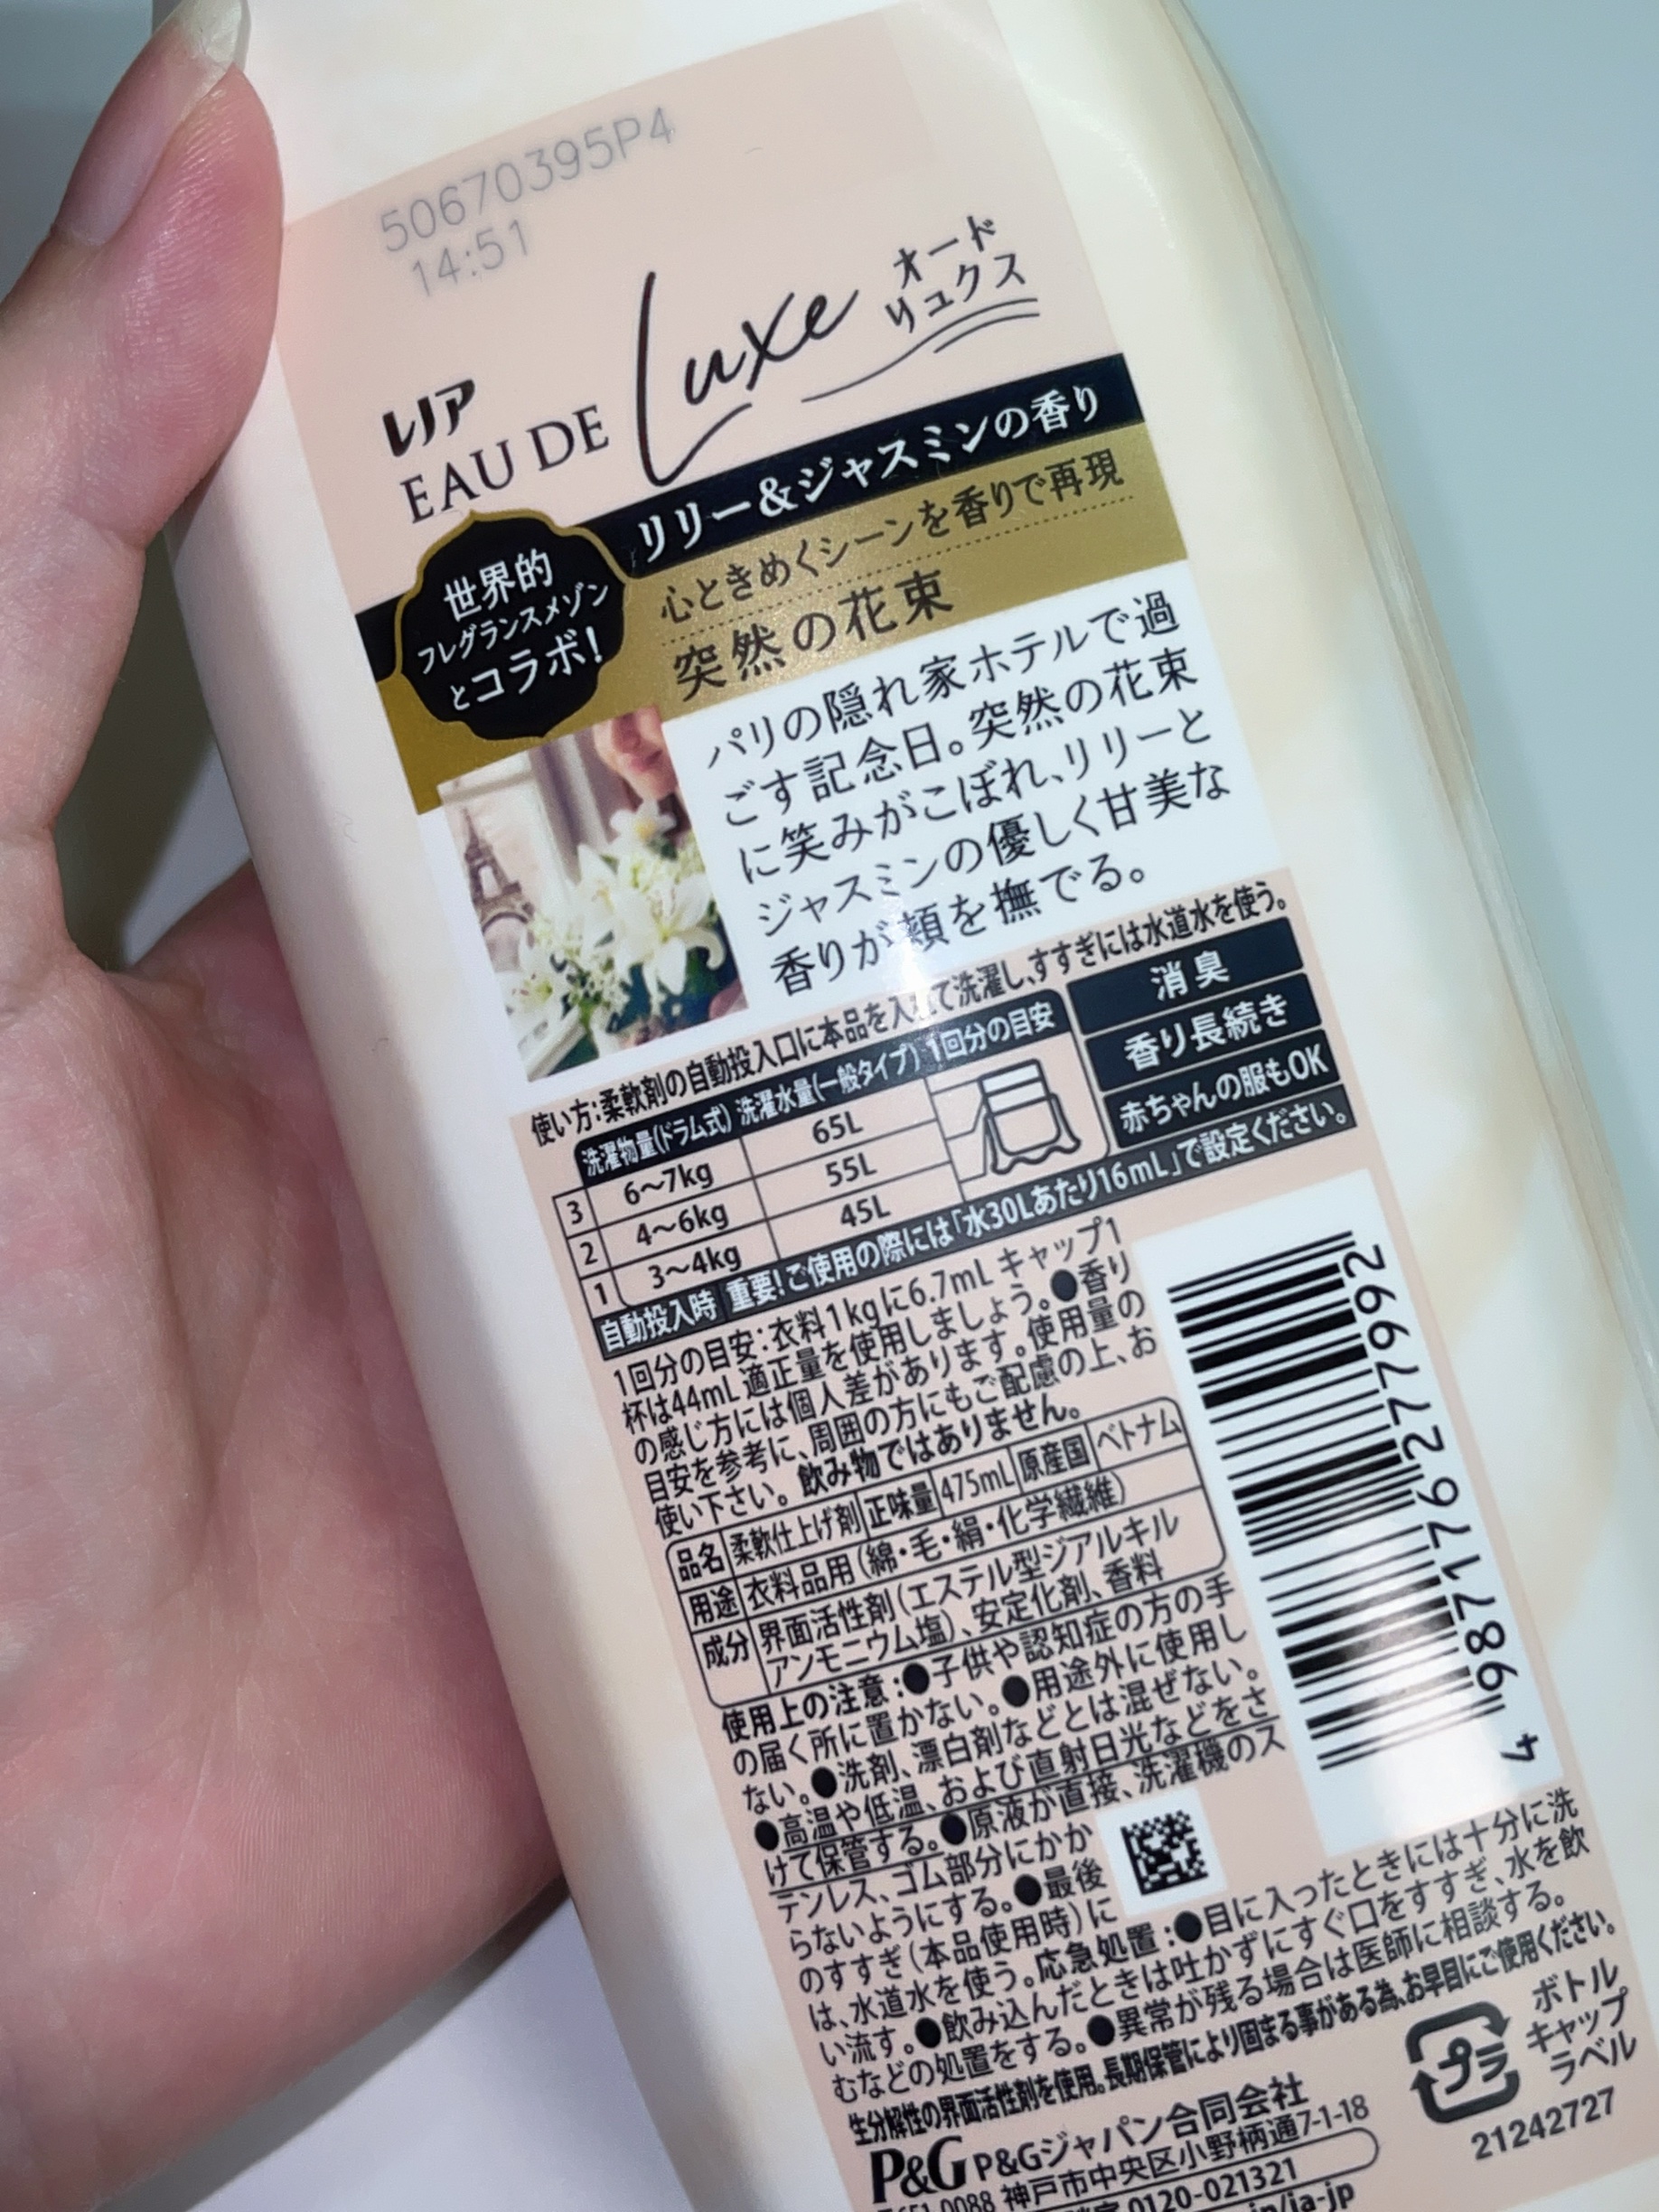 50670395P4
14:51
レノア
EAU DE Luxe
オード
リュクス
リリー&ジャスミンの香り
世界的
フレグランスメゾン
とコラボ!
心ときめくシーンを香りで再現
突然の花束
パリの隠れ家ホテルで過
ごす記念日。突然の花束
に笑みがこぼれ、リリーと
ジャスミンの優しく甘美な
香りが頬を撫でる。
使い方:柔軟剤の自動投入口に本品を入れて洗濯し、すすぎには水道水を使う。
洗濯物量(ドラム式) 洗濯水量(一般タイプ) 1回分の目安
3 6〜7kg 65L
2 4〜6kg 55L
1 3〜4kg 45L
消臭
香り長続き
赤ちゃんの服もOK
自動投入時 重要!ご使用の際には「水30Lあたり16mL」で設定ください。
1回分の目安:衣料1kgに6.7mL キャップ1
杯は44mL 適正量を使用しましょう。●香り
の感じ方には個人差があります。使用量の
目安を参考に、周囲の方にもご配慮の上、お
使い下さい。飲み物ではありません。
品名 柔軟仕上げ剤 正味量 475mL 原産国 ベトナム
用途 衣料品用(綿・毛・絹・化学繊維)
成分 界面活性剤(エステル型ジアルキル
アンモニウム塩)、安定化剤、香料
使用上の注意:●子供や認知症の方の手
の届く所に置かない。●用途外に使用し
ない。●洗剤、漂白剤などとは混ぜない。
●高温や低温、および直射日光などをさ
けて保管する。●原液が直接、洗濯機のス
テンレス、ゴム部分にかか
らないようにする。●最後
のすすぎ(本品使用時)に
は、水道水を使う。応急処置:●目に入ったときには十分に洗
い流す。●飲み込んだときは吐かずにすぐ口をすすぎ、水を飲
むなどの処置をする。●異常が残る場合は医師に相談する。
生分解性の界面活性剤を使用。長期保管により固まる事がある為、お早目にご使用ください。
P&G P&Gジャパン合同会社
〒651-0088 神戸市中央区小野柄通7-1-18
0120-021321
jp/ja-jp
4 987176 277992
プラ
ボトル
キャップ
ラベル
21242727